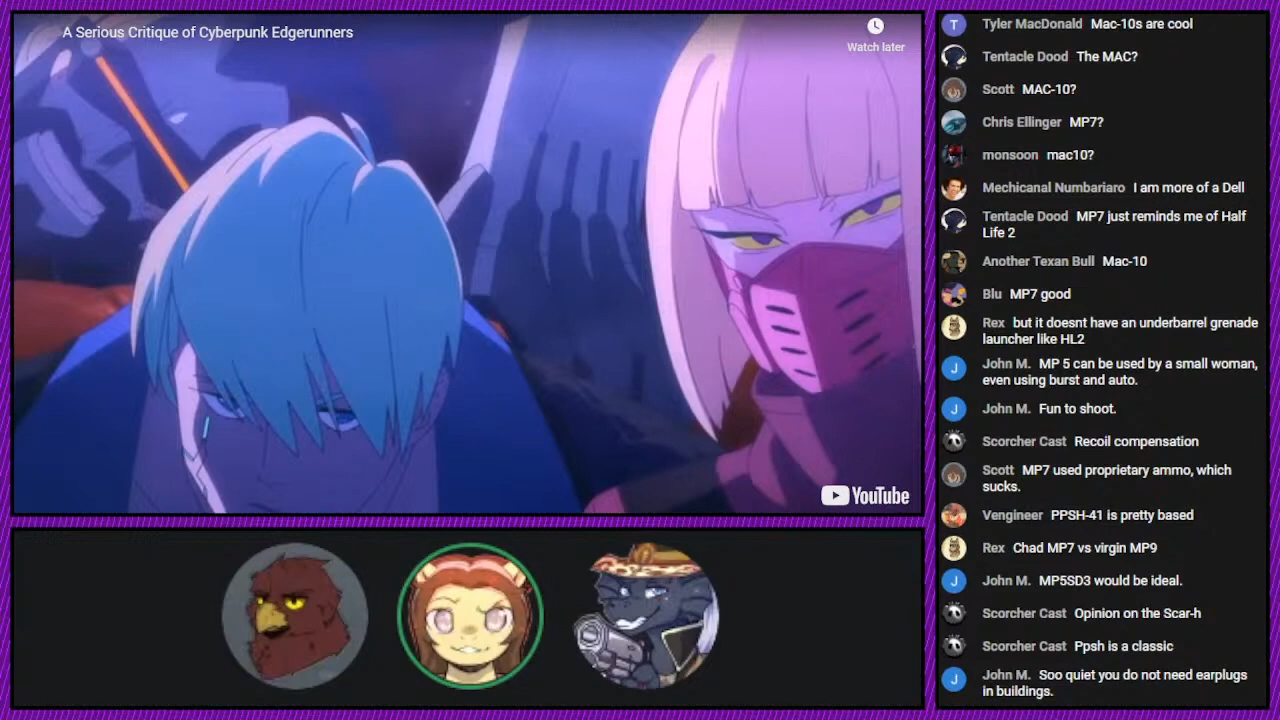 A Serious Critique of Cyberpunk Edgerunners
Watch later
YouTube
T
Tyler MacDonald Mac-10s are cool
Tentacle Dood The MAC?
Scott MAC-10?
Chris Ellinger MP7?
monsoon mac10?
Mechicanal Numbariaro I am more of a Dell
Tentacle Dood MP7 just reminds me of Half
Life 2
Another Texan Bull Mac-10
Blu MP7 good
Rex but it doesnt have an underbarrel grenade
launcher like HL2
J
John M. MP 5 can be used by a small woman,
even using burst and auto.
J
John M. Fun to shoot.
Scorcher Cast Recoil compensation
Scott MP7 used proprietary ammo, which
sucks.
Vengineer PPSH-41 is pretty based
Rex Chad MP7 vs virgin MP9
J
John M. MP5SD3 would be ideal.
Scorcher Cast Opinion on the Scar-h
Scorcher Cast Ppsh is a classic
J
John M. Soo quiet you do not need earplugs
in buildings.